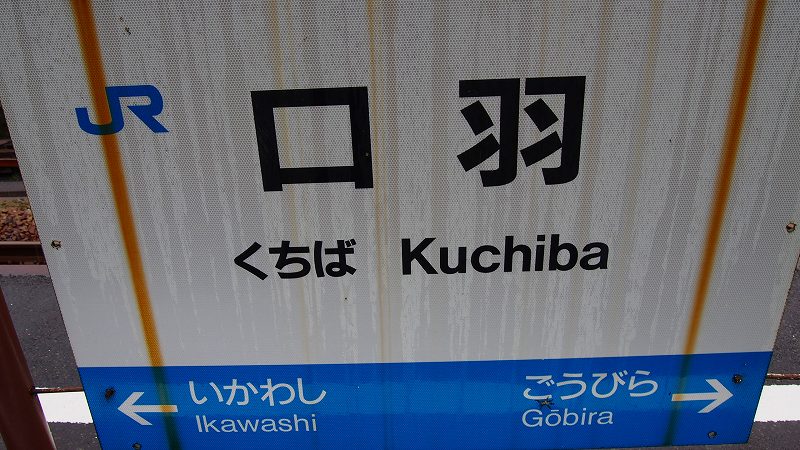 JR
口羽
くちば Kuchiba
← いかわし ごうびら →
Ikawashi Gōbira